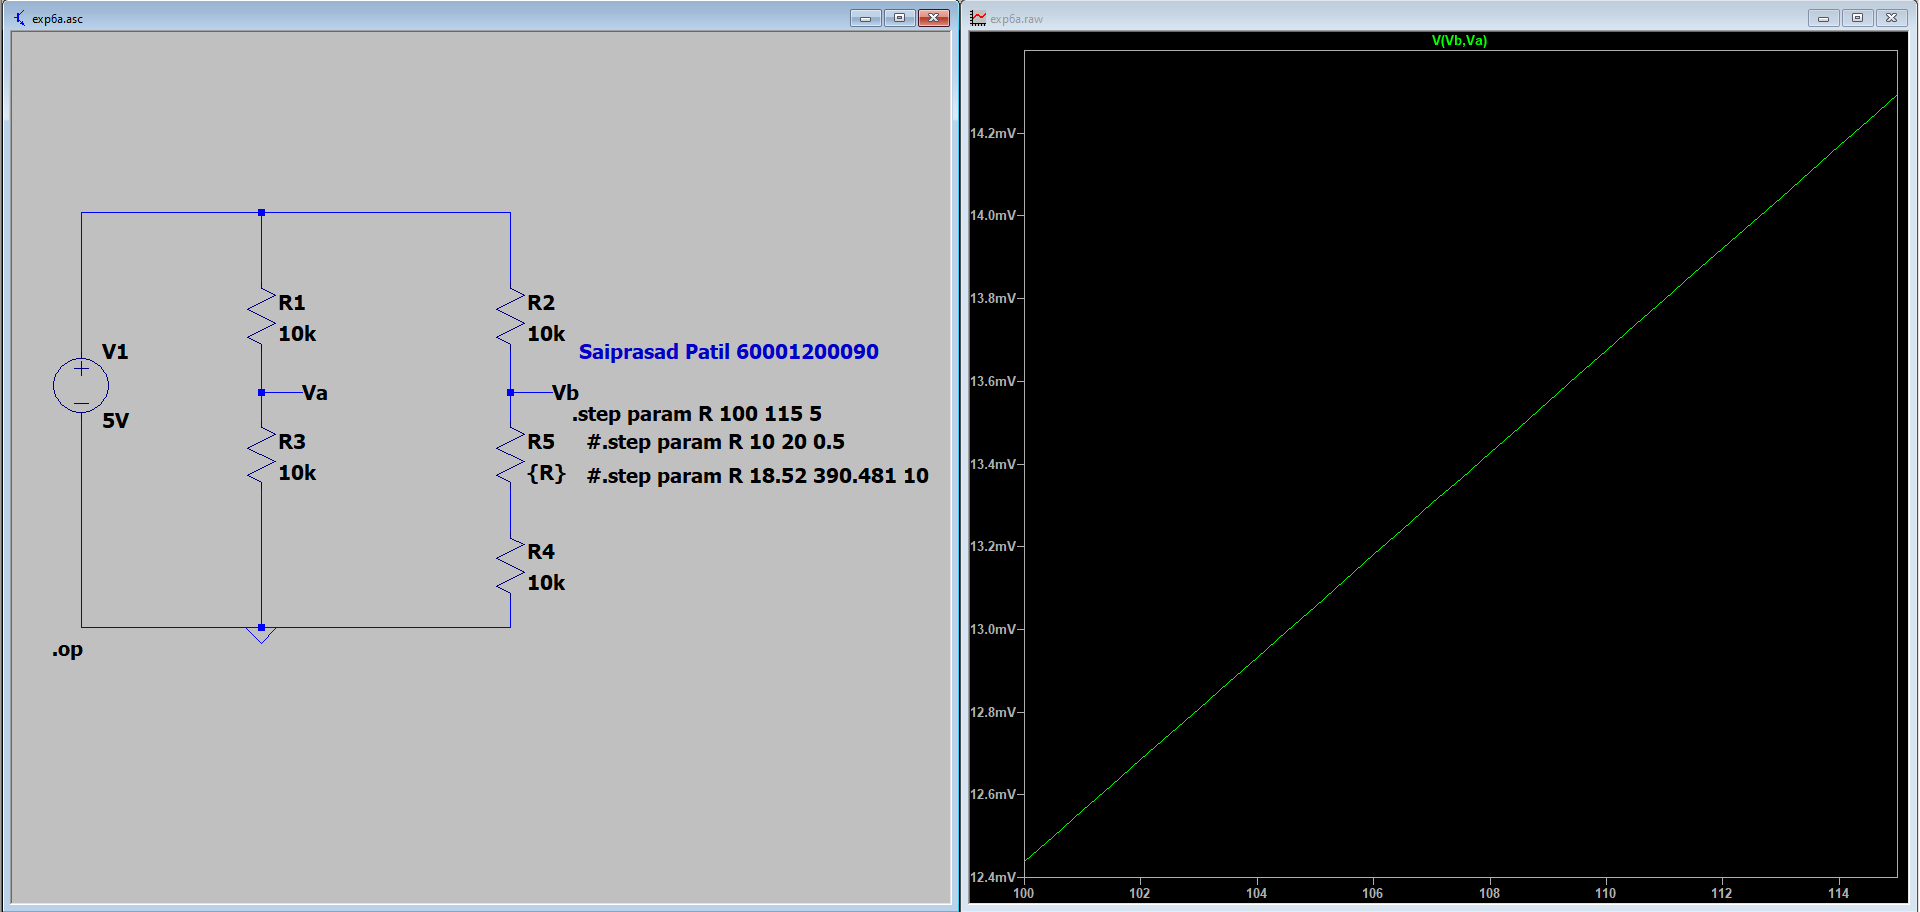 exp6a.asc
V1
5V
R1
10k
Va
R3
10k
R2
10k
Saiprasad Patil 60001200090
Vb
.step param R 100 115 5
R5
#.step param R 10 20 0.5
{R}
#.step param R 18.52 390.481 10
R4
10k
.op
exp6a.raw
V(Vb,Va)
14.2mV
14.0mV
13.8mV
13.6mV
13.4mV
13.2mV
13.0mV
12.8mV
12.6mV
12.4mV
100 102 104 106 108 110 112 114